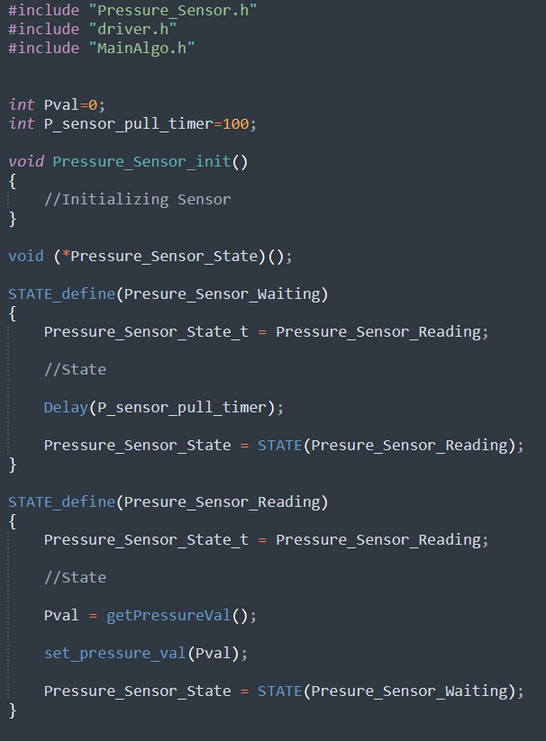 #include "Pressure_Sensor.h"
#include "driver.h"
#include "MainAlgo.h"
int Pval=0;
int P_sensor_pull_timer=100;
void Pressure_Sensor_init()
{
//Initializing Sensor
}
void (*Pressure_Sensor_State)();
STATE_define(Presure_Sensor_Waiting)
{
Pressure_Sensor_State_t = Pressure_Sensor_Reading;
//State
Delay(P_sensor_pull_timer);
Pressure_Sensor_State = STATE(Presure_Sensor_Reading);
}
STATE_define(Presure_Sensor_Reading)
{
Pressure_Sensor_State_t = Pressure_Sensor_Reading;
//State
Pval = getPressureVal();
set_pressure_val(Pval);
Pressure_Sensor_State = STATE(Presure_Sensor_Waiting);
}